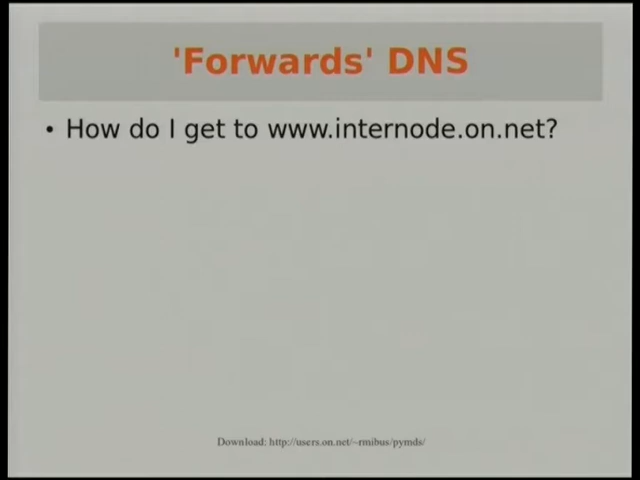 'Forwards' DNS
• How do I get to www.internode.on.net?
Download: http://users.on.net/~rmibus/pymds/